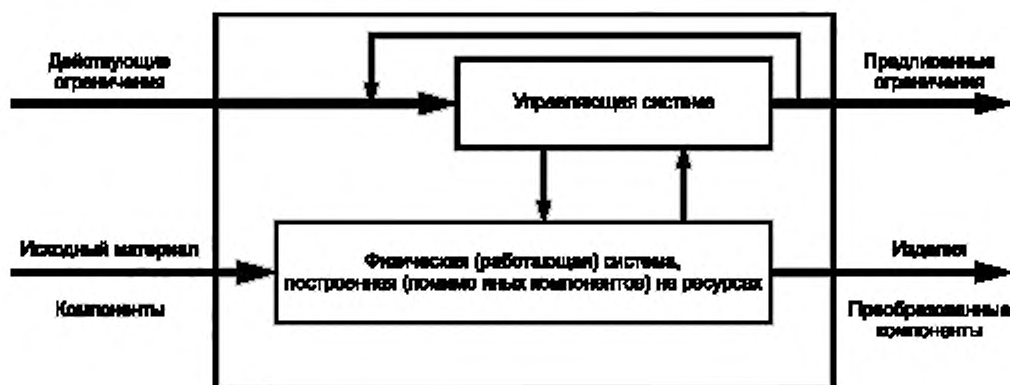 Действующие
ограничения
Управляющая система
Предписанные
ограничения
Исходный материал
Компоненты
Физическая (работающая) система,
построенная (помимо иных компонентов) на ресурсах
Изделия
Преобразованные
компоненты